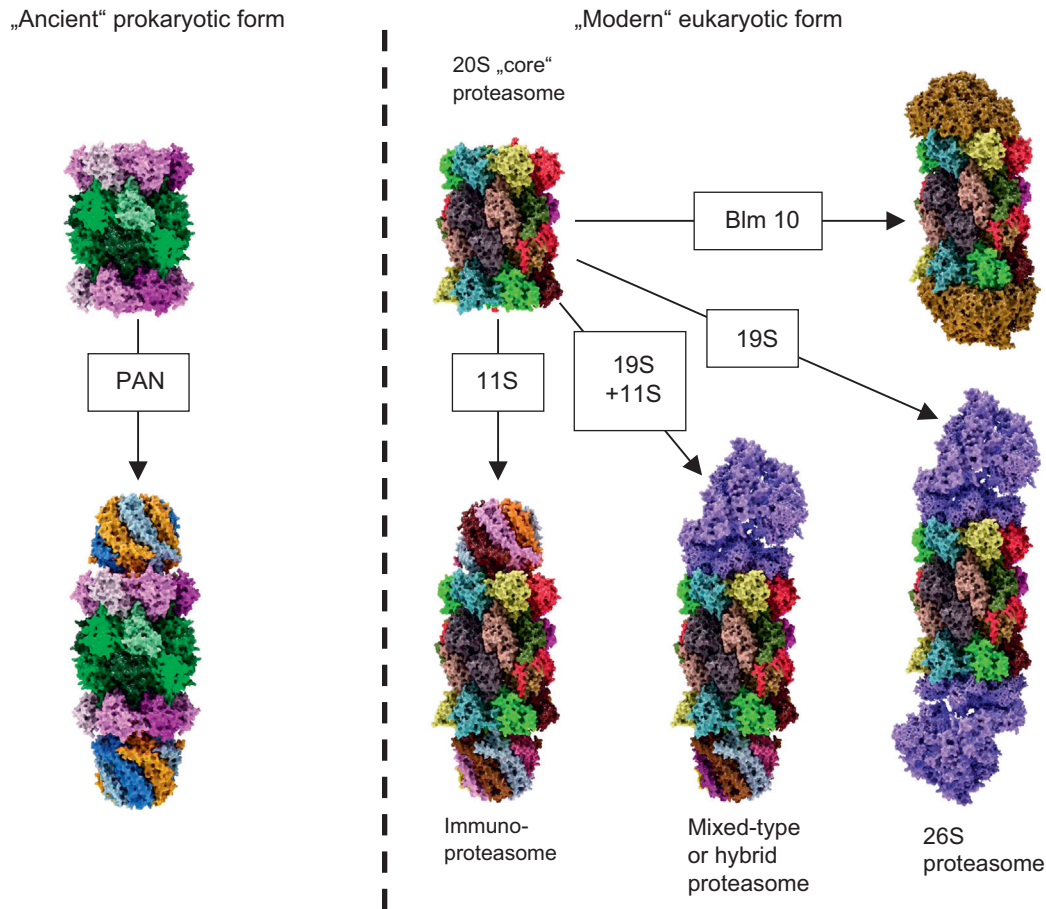 „Ancient“ prokaryotic form
„Modern“ eukaryotic form
20S „core“
proteasome
Blm 10
19S
PAN
11S
19S
+11S
Immuno-
proteasome
Mixed-type
or hybrid
proteasome
26S
proteasome